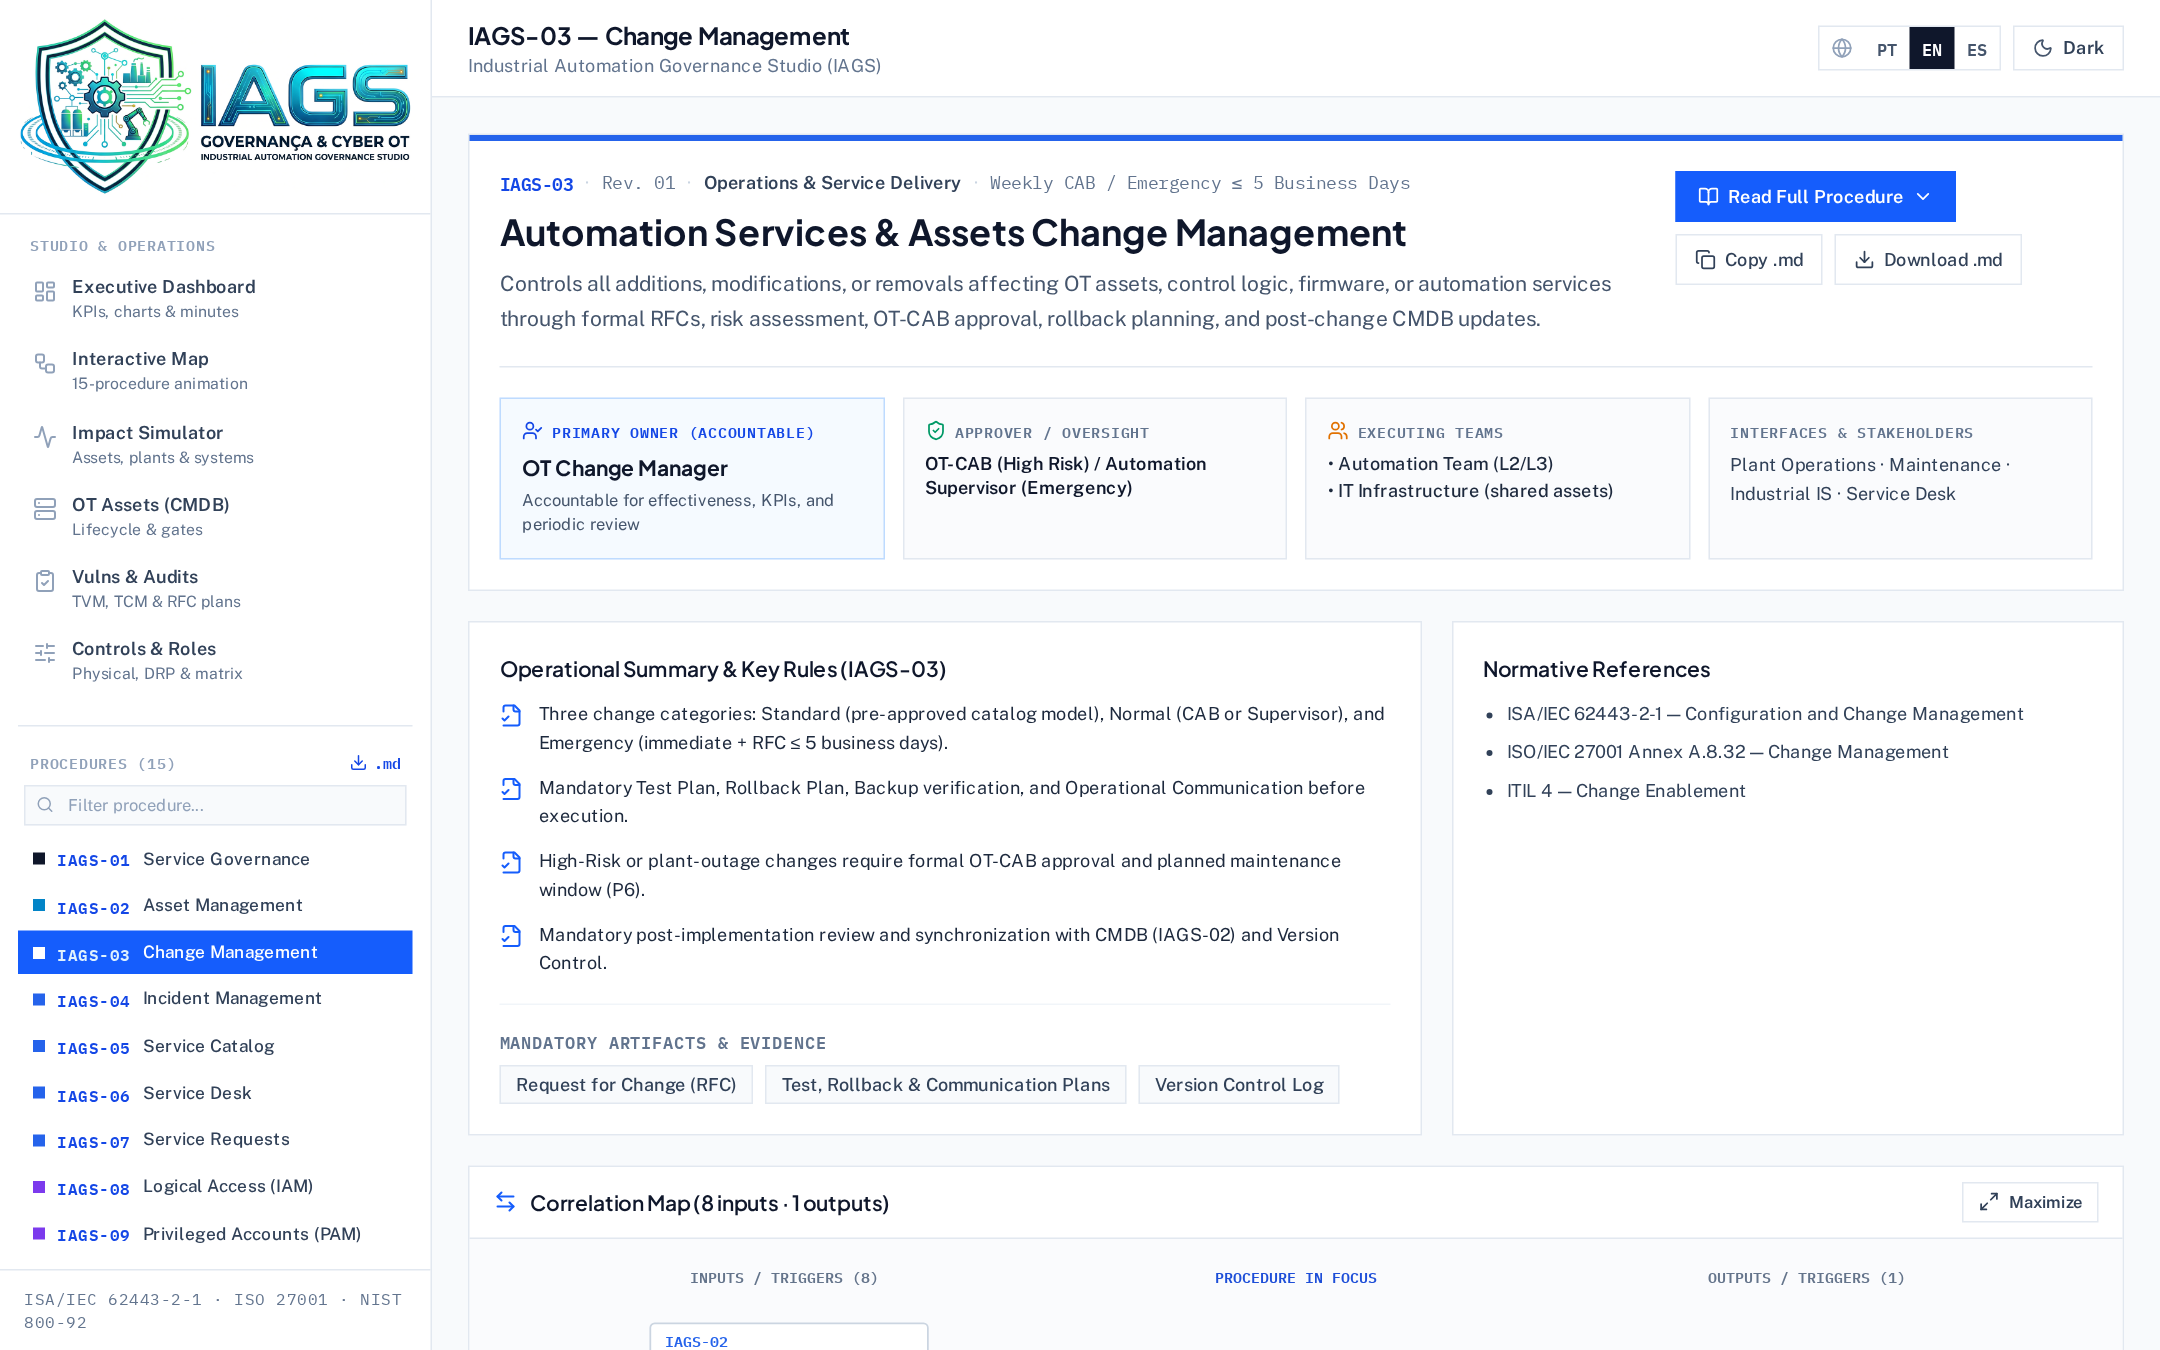 IAGS
GOVERNANÇA & CYBER OT
INDUSTRIAL AUTOMATION GOVERNANCE STUDIO
STUDIO & OPERATIONS
Executive Dashboard
KPIs, charts & minutes
Interactive Map
15-procedure animation
Impact Simulator
Assets, plants & systems
OT Assets (CMDB)
Lifecycle & gates
Vulns & Audits
TVM, TCM & RFC plans
Controls & Roles
Physical, DRP & matrix
PROCEDURES (15)
.md
Filter procedure...
IAGS-01 Service Governance
IAGS-02 Asset Management
IAGS-03 Change Management
IAGS-04 Incident Management
IAGS-05 Service Catalog
IAGS-06 Service Desk
IAGS-07 Service Requests
IAGS-08 Logical Access (IAM)
IAGS-09 Privileged Accounts (PAM)
ISA/IEC 62443-2-1 · ISO 27001 · NIST
800-92
IAGS-03 — Change Management
Industrial Automation Governance Studio (IAGS)
PT EN ES
Dark
IAGS-03 · Rev. 01 · Operations & Service Delivery · Weekly CAB / Emergency ≤ 5 Business Days
Automation Services & Assets Change Management
Controls all additions, modifications, or removals affecting OT assets, control logic, firmware, or automation services
through formal RFCs, risk assessment, OT-CAB approval, rollback planning, and post-change CMDB updates.
Read Full Procedure
Copy .md
Download .md
PRIMARY OWNER (ACCOUNTABLE)
OT Change Manager
Accountable for effectiveness, KPIs, and
periodic review
APPROVER / OVERSIGHT
OT-CAB (High Risk) / Automation
Supervisor (Emergency)
EXECUTING TEAMS
• Automation Team (L2/L3)
• IT Infrastructure (shared assets)
INTERFACES & STAKEHOLDERS
Plant Operations · Maintenance ·
Industrial IS · Service Desk
Operational Summary & Key Rules (IAGS-03)
Three change categories: Standard (pre-approved catalog model), Normal (CAB or Supervisor), and
Emergency (immediate + RFC ≤ 5 business days).
Mandatory Test Plan, Rollback Plan, Backup verification, and Operational Communication before
execution.
High-Risk or plant-outage changes require formal OT-CAB approval and planned maintenance
window (P6).
Mandatory post-implementation review and synchronization with CMDB (IAGS-02) and Version
Control.
MANDATORY ARTIFACTS & EVIDENCE
Request for Change (RFC)
Test, Rollback & Communication Plans
Version Control Log
Normative References
• ISA/IEC 62443-2-1 — Configuration and Change Management
• ISO/IEC 27001 Annex A.8.32 — Change Management
• ITIL 4 — Change Enablement
Correlation Map (8 inputs · 1 outputs)
Maximize
INPUTS / TRIGGERS (8)
PROCEDURE IN FOCUS
OUTPUTS / TRIGGERS (1)
IAGS-02